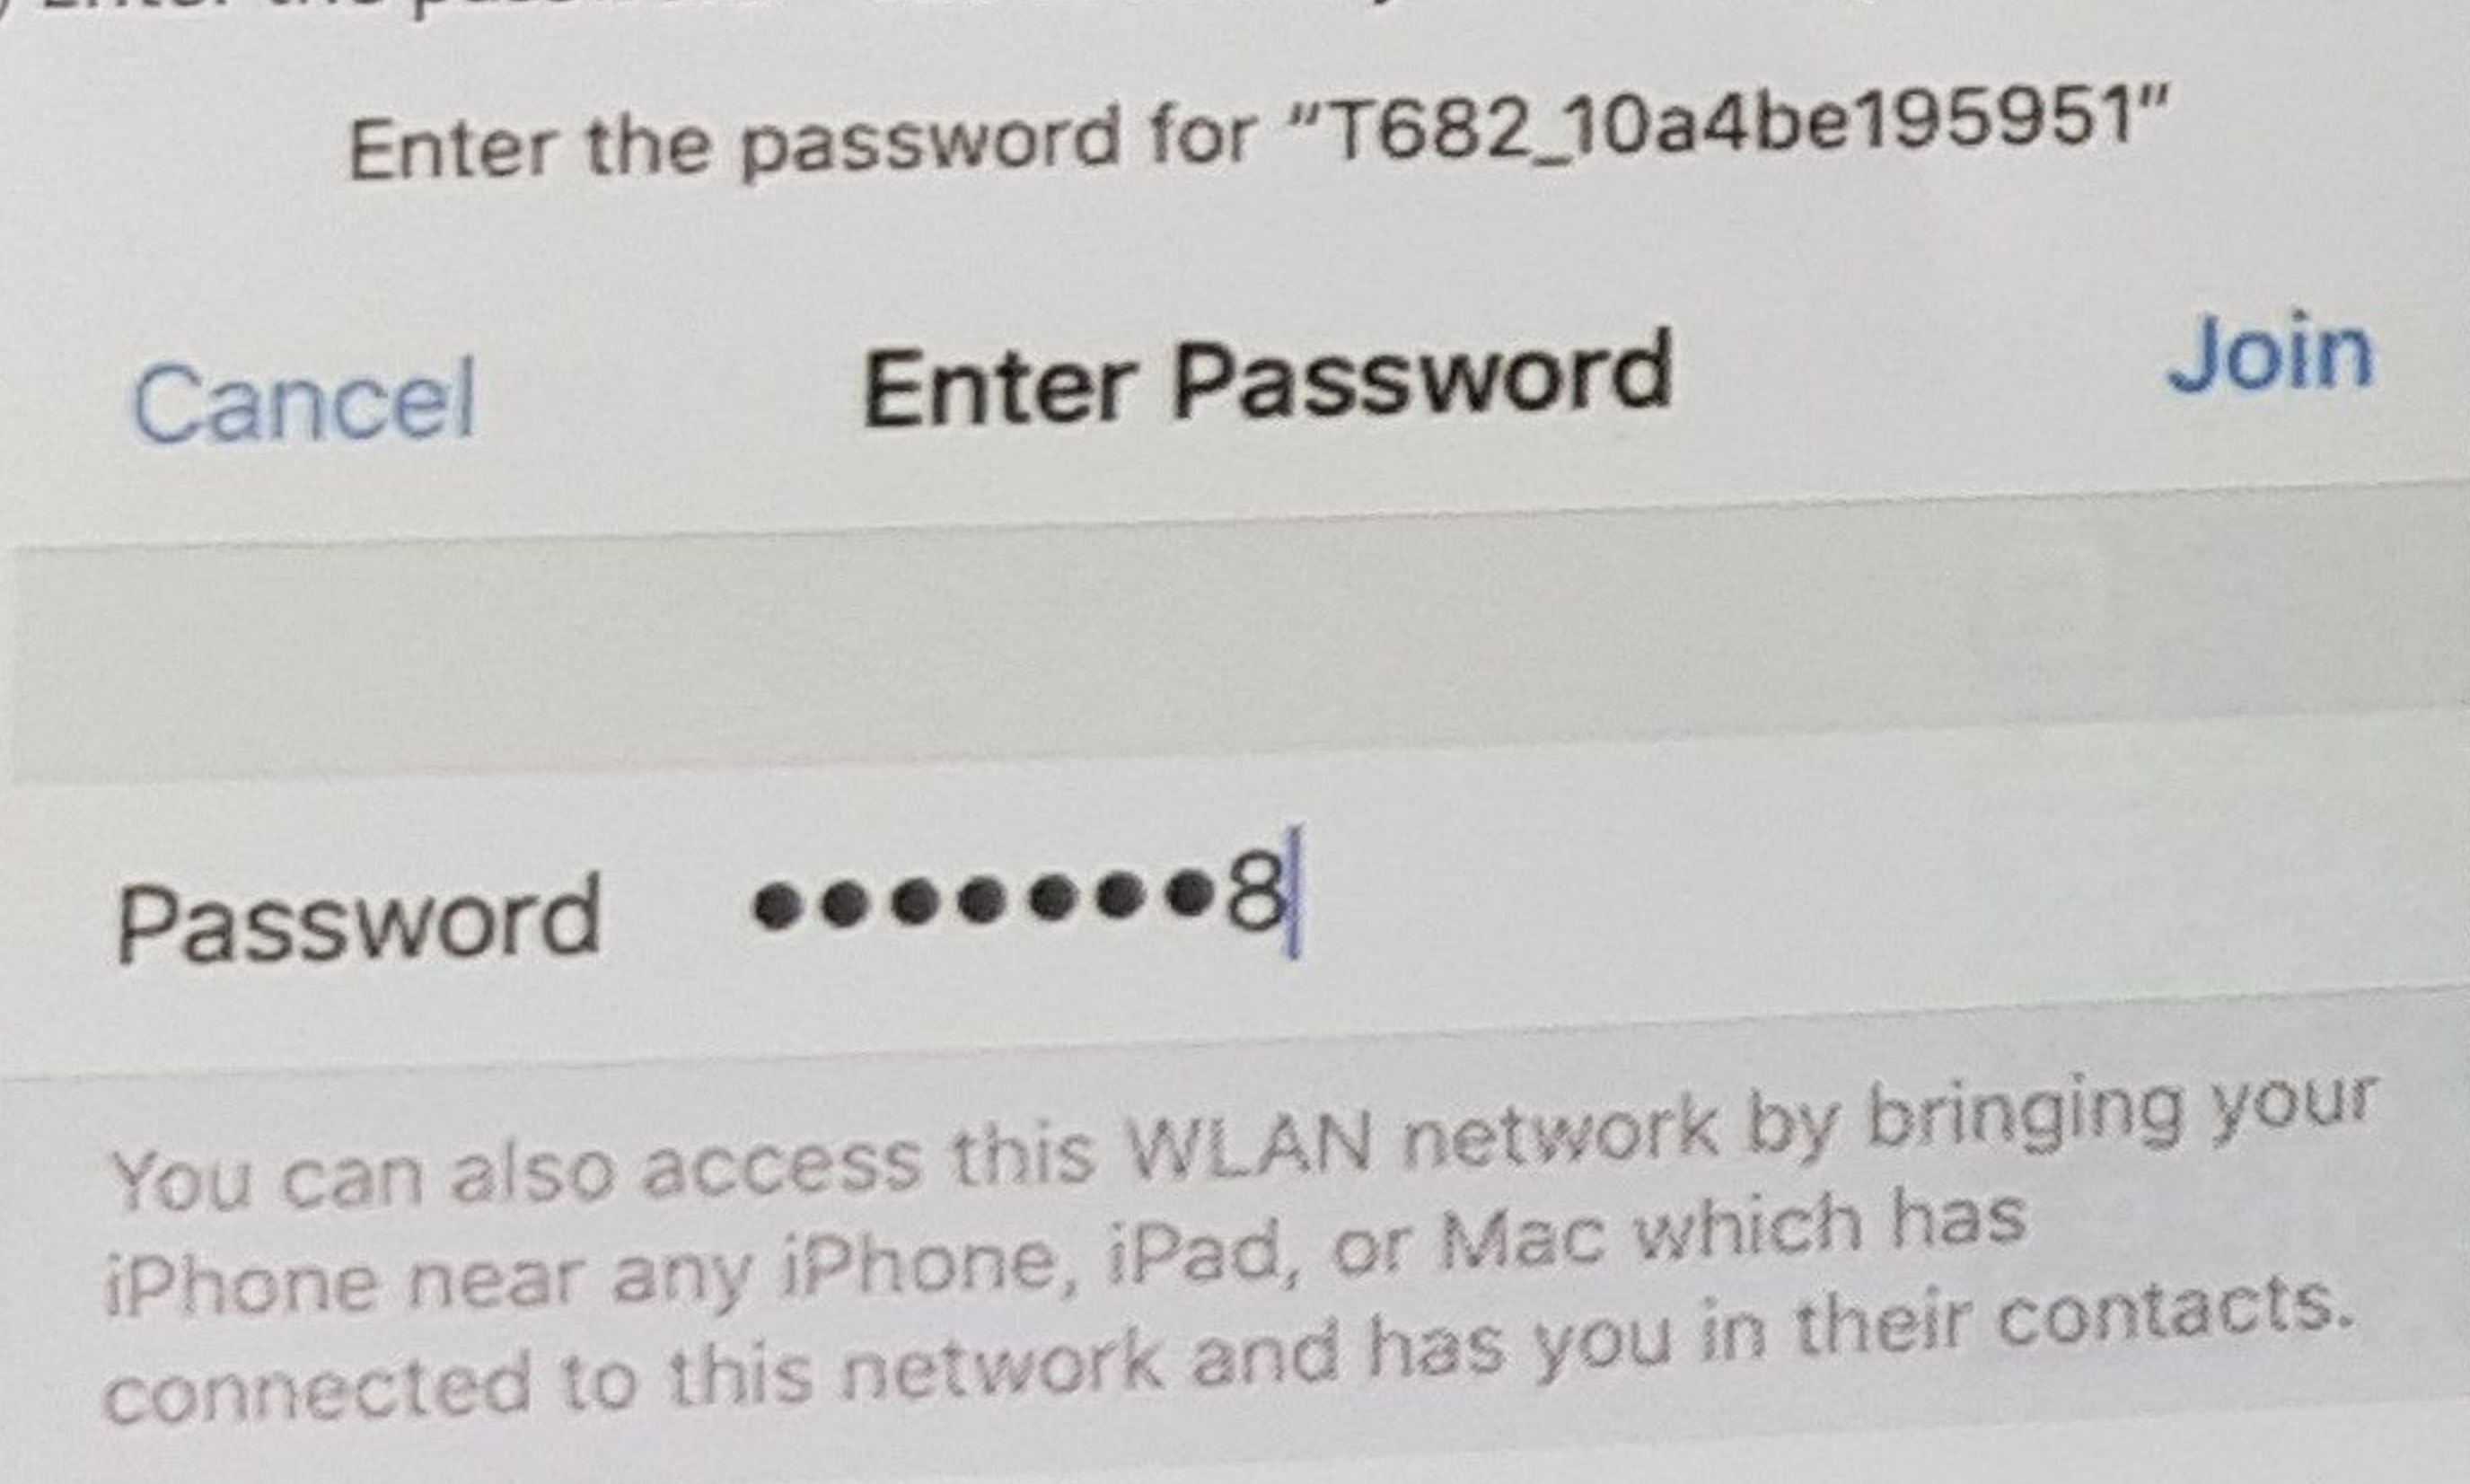 Enter the password for "T682_10a4be195951"
Cancel Enter Password Join
Password •••••••8
You can also access this WLAN network by bringing your
iPhone near any iPhone, iPad, or Mac which has
connected to this network and has you in their contacts.